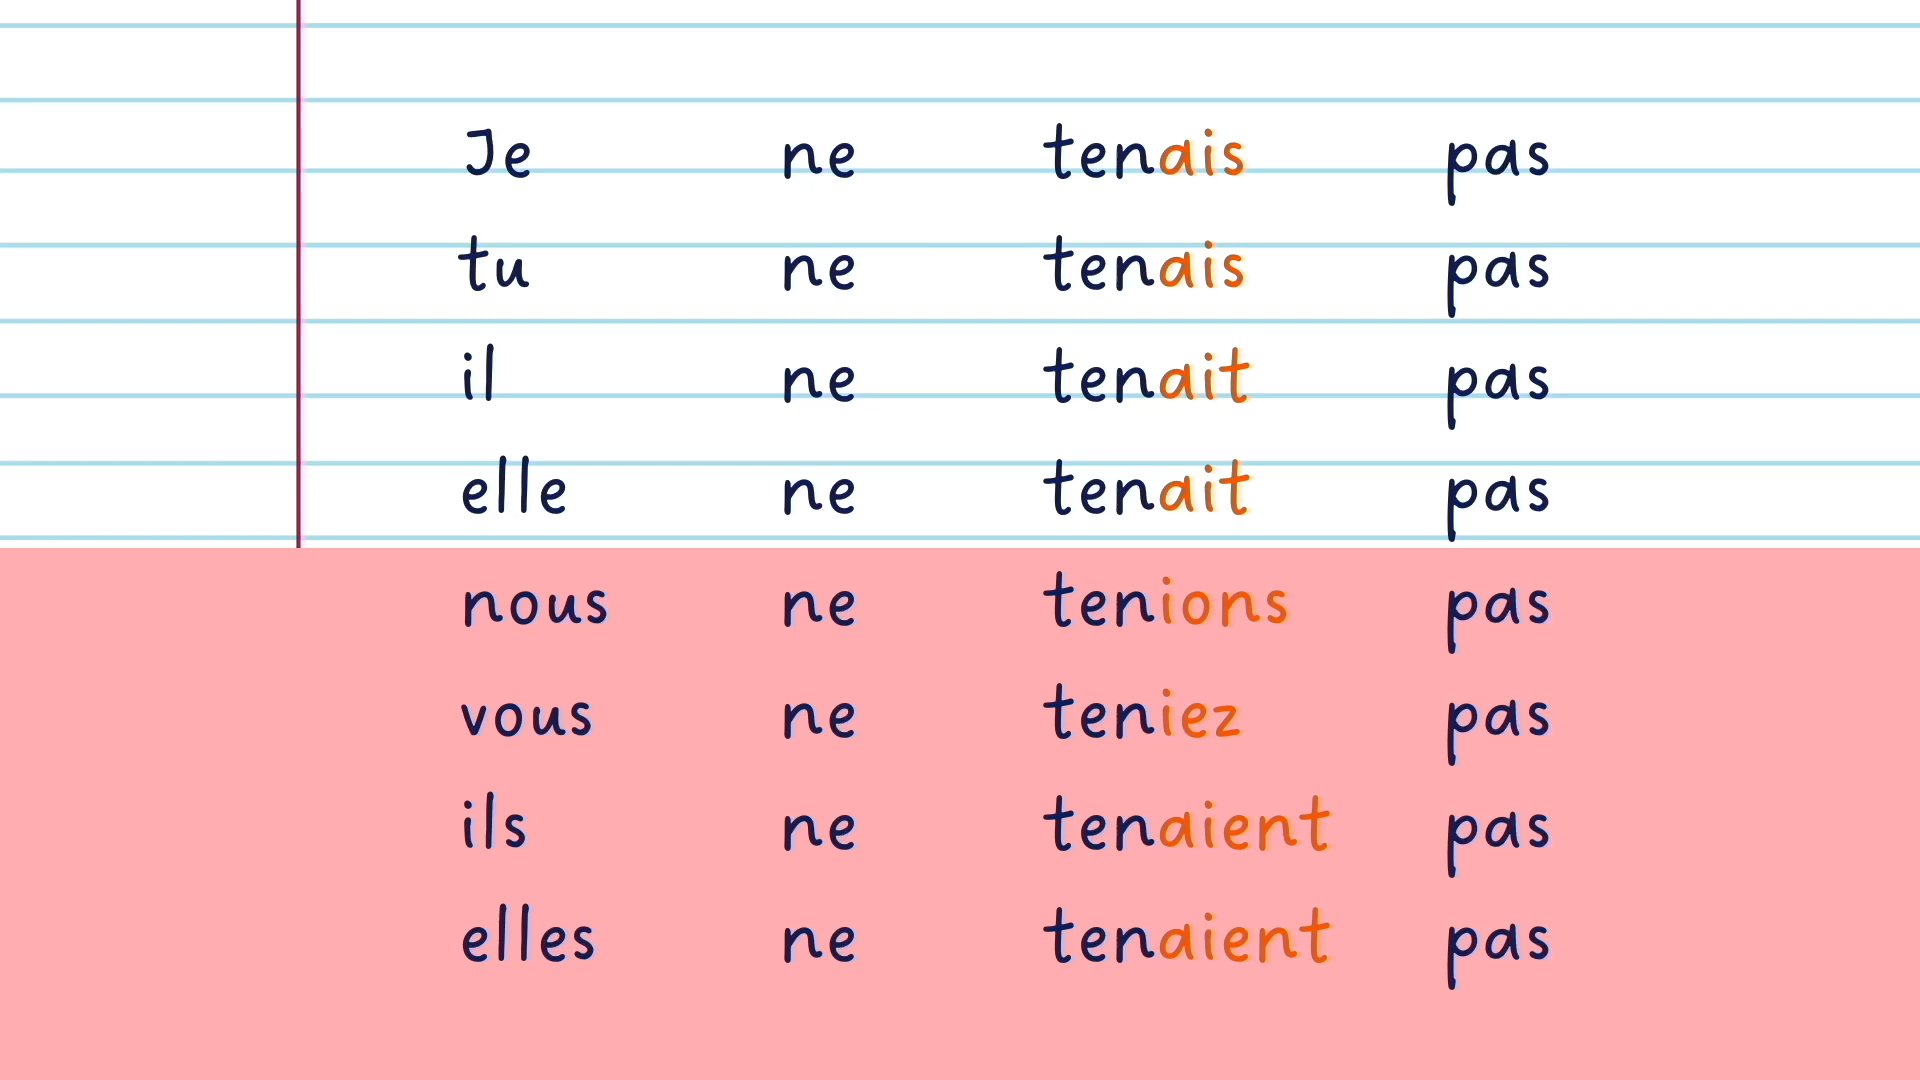 Je ne tenais pas
tu ne tenais pas
il ne tenait pas
elle ne tenait pas
nous ne tenions pas
vous ne teniez pas
ils ne tenaient pas
elles ne tenaient pas